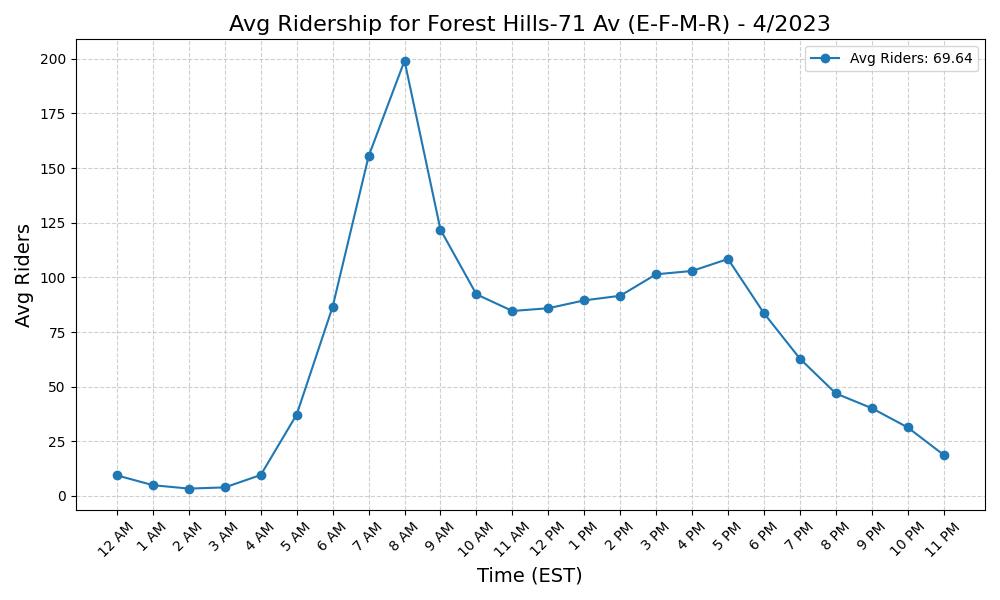 Avg Ridership for Forest Hills-71 Av (E-F-M-R) - 4/2023
Avg Riders: 69.64
Avg Riders
200
175
150
125
100
75
50
25
0
12 AM
1 AM
2 AM
3 AM
4 AM
5 AM
6 AM
7 AM
8 AM
9 AM
10 AM
11 AM
12 PM
1 PM
2 PM
3 PM
4 PM
5 PM
6 PM
7 PM
8 PM
9 PM
10 PM
11 PM
Time (EST)